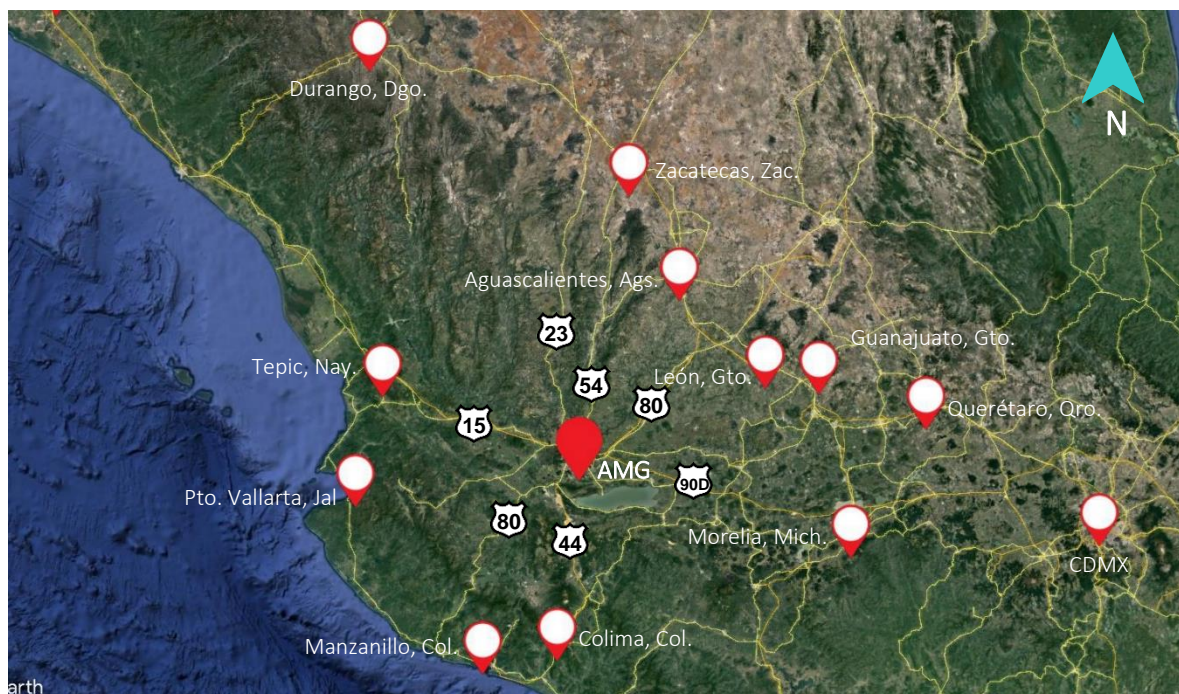 Durango, Dgo.
N
Zacatecas, Zac.
Aguascalientes, Ags.
23
Guanajuato, Gto.
Tepic, Nay.
León, Gto.
54
80
Querétaro, Qro.
15
AMG
90D
Pto. Vallarta, Jal
80
44
Morelia, Mich.
CDMX
Manzanillo, Col.
Colima, Col.
arth